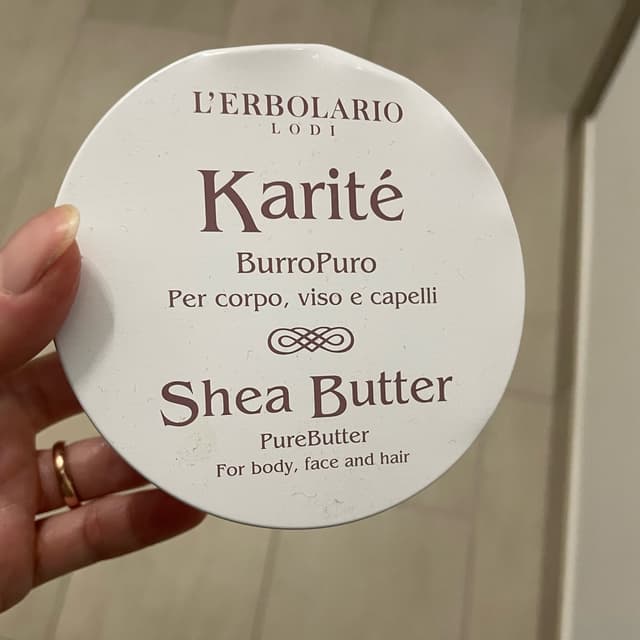 L'ERBOLARIO
LODI
Karité
BurroPuro
Per corpo, viso e capelli
Shea Butter
PureButter
For body, face and hair